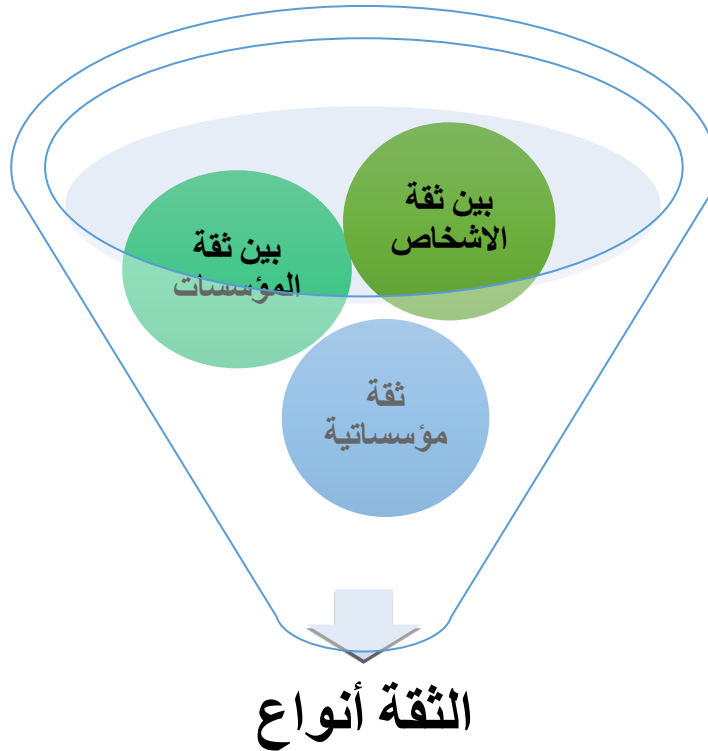 بين ثقة
الاشخاص
بين ثقة
المؤسسات
ثقة
مؤسساتية
الثقة أنواع